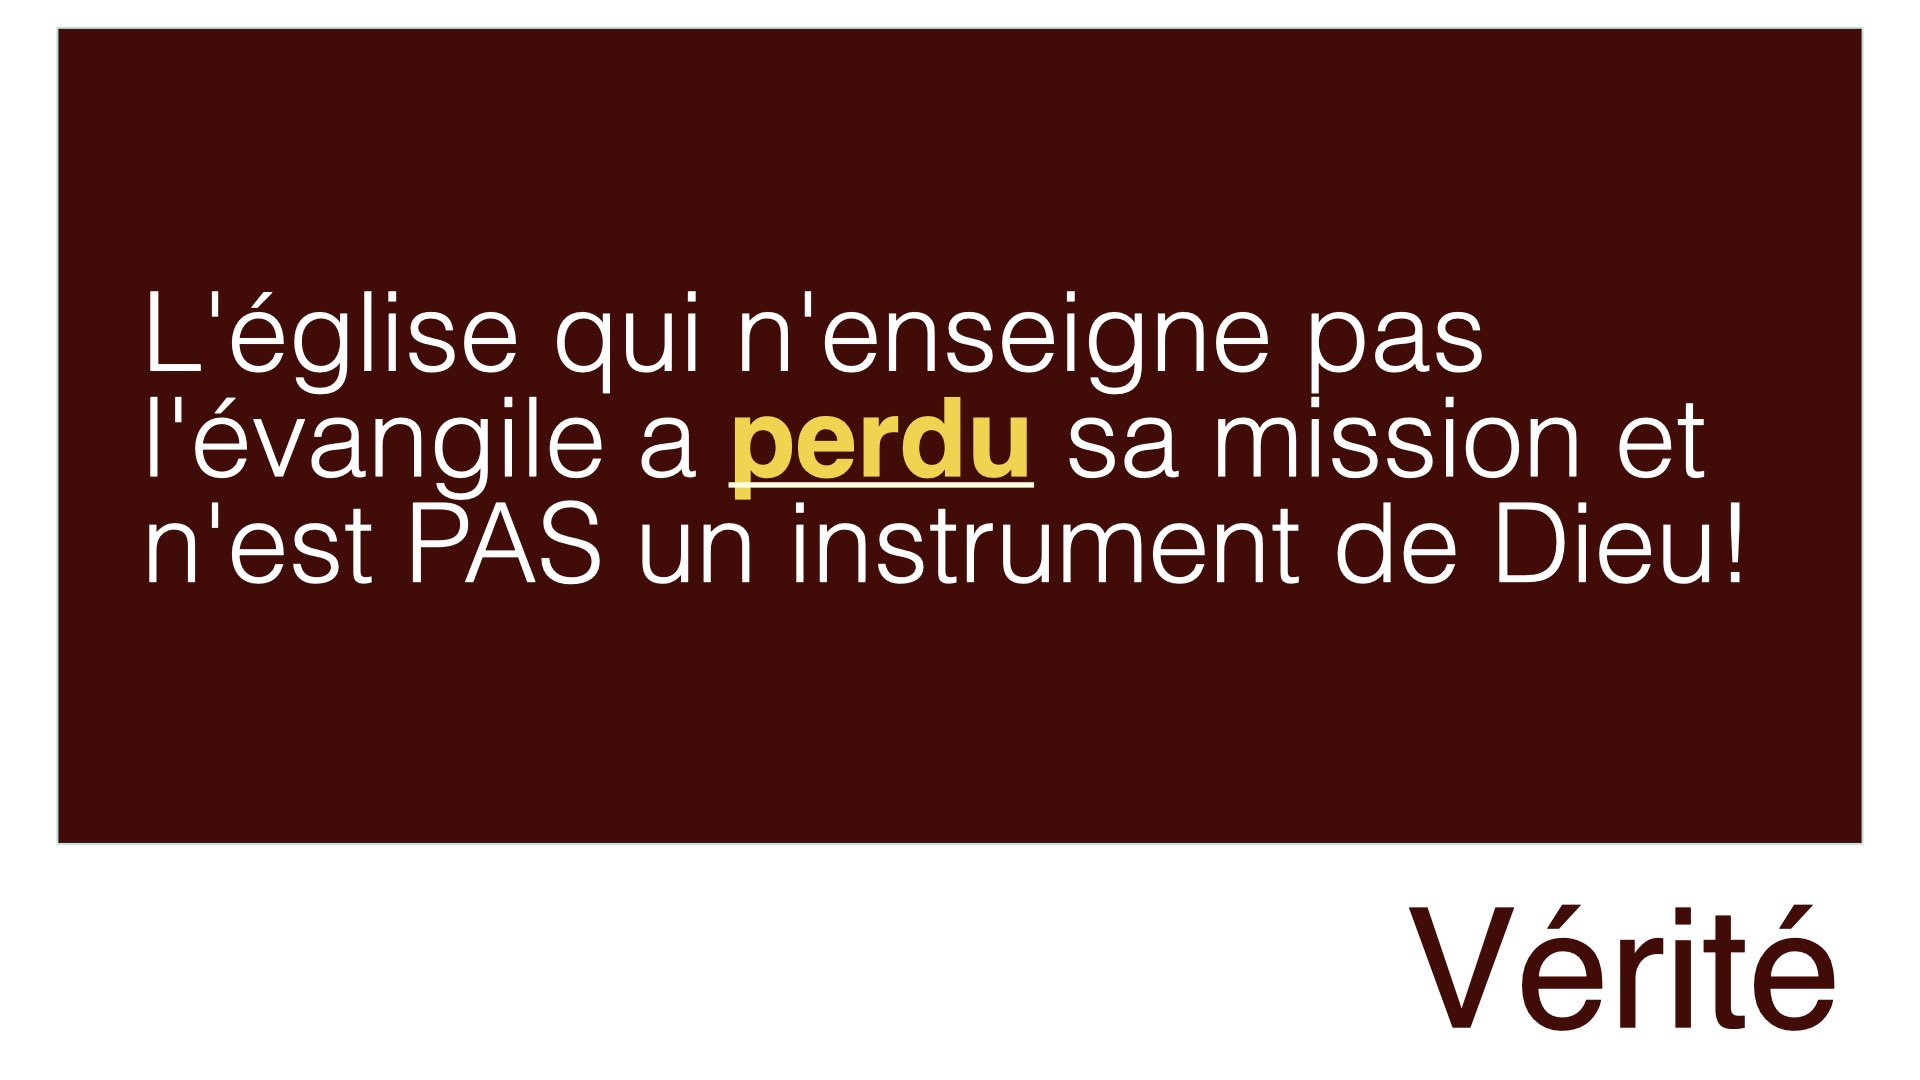 L'église qui n'enseigne pas
l'évangile a perdu sa mission et
n'est PAS un instrument de Dieu!
Vérité